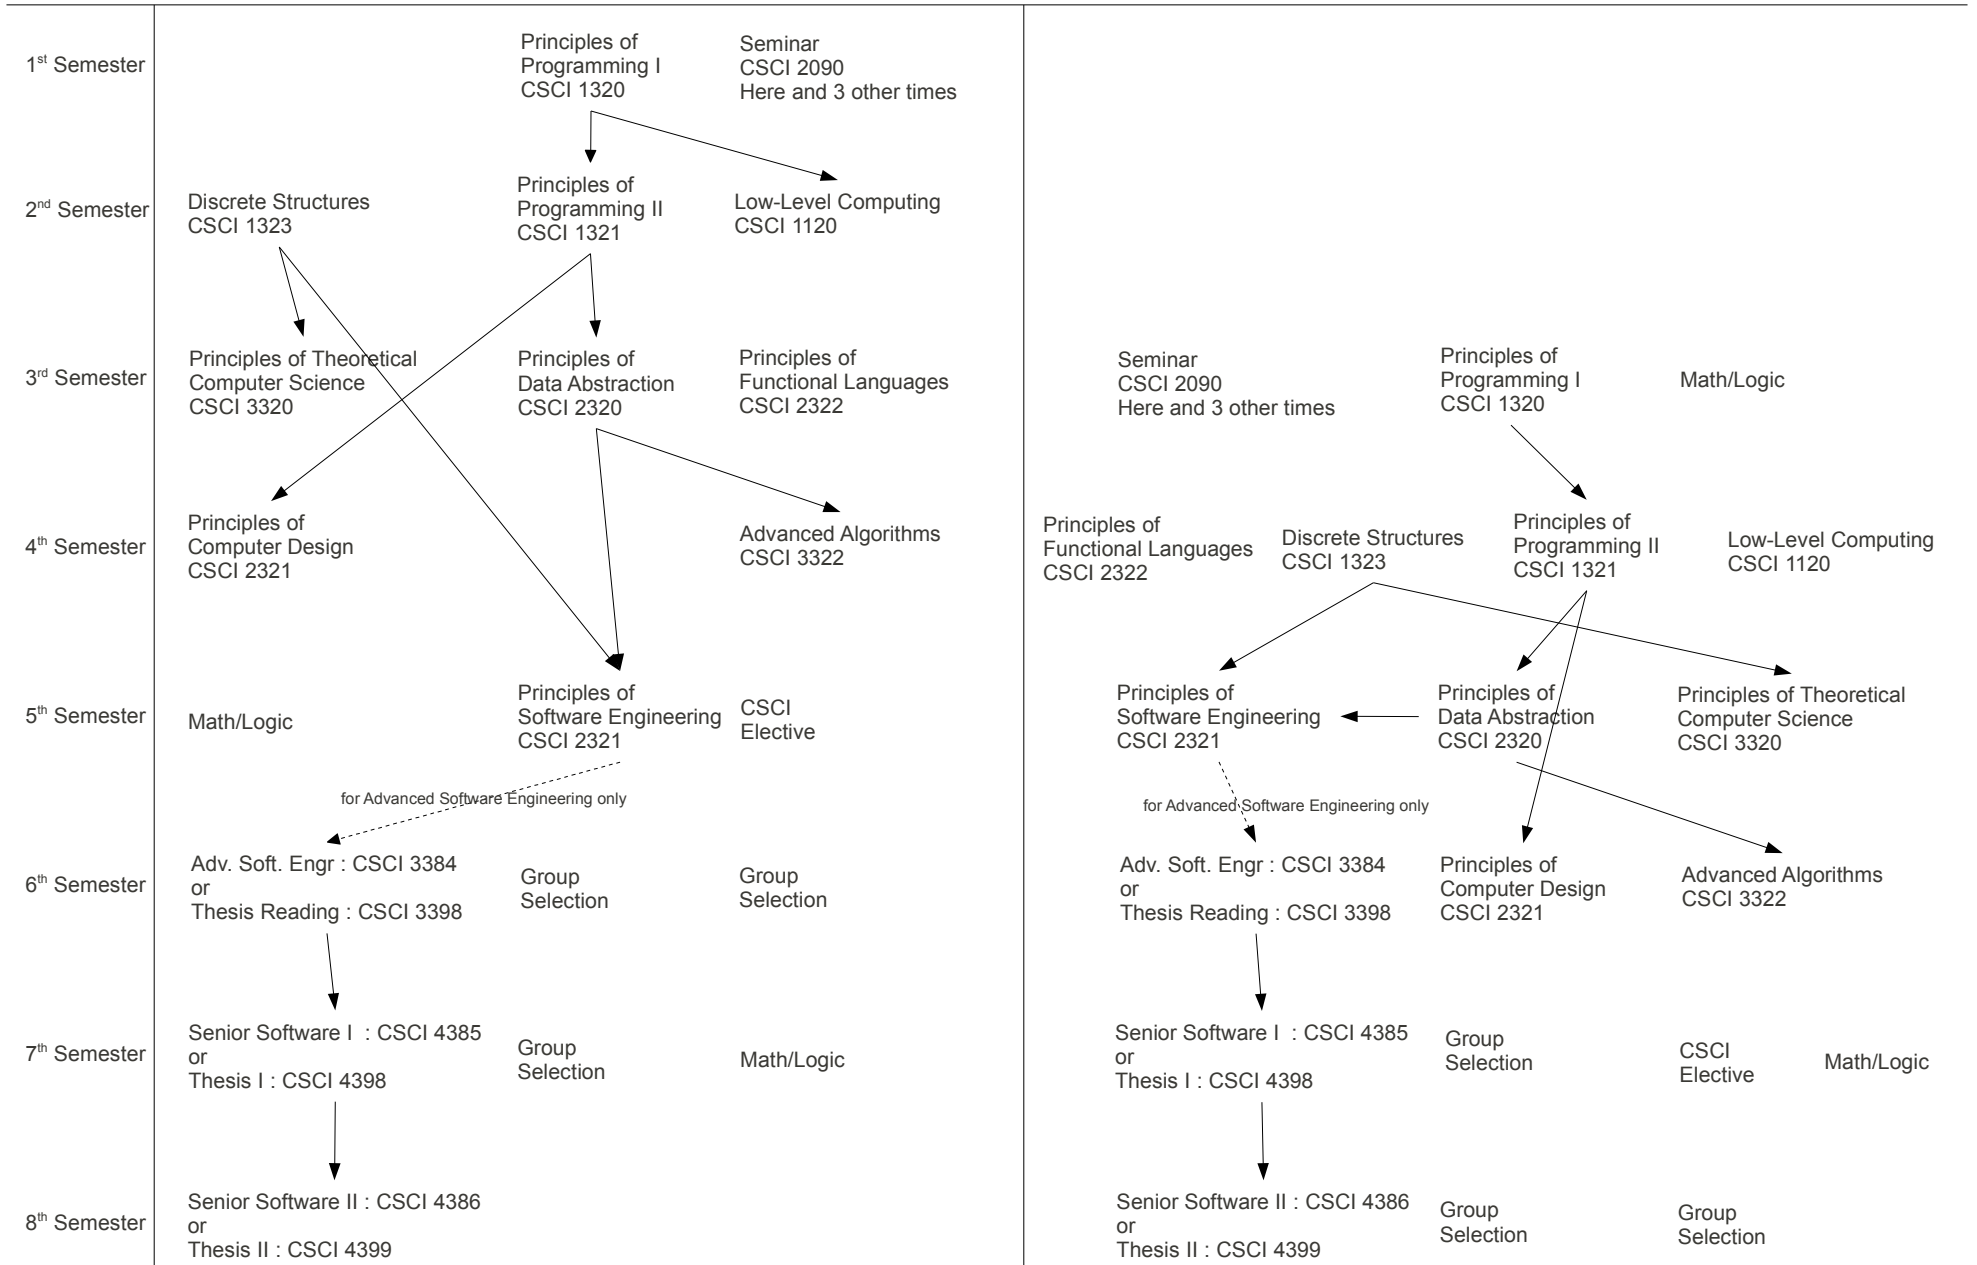 1st Semester
Principles of
Programming I
CSCI 1320
Seminar
CSCI 2090
Here and 3 other times
2nd Semester
Discrete Structures
CSCI 1323
Principles of
Programming II
CSCI 1321
Low-Level Computing
CSCI 1120
3rd Semester
Principles of Theoretical
Computer Science
CSCI 3320
Principles of
Data Abstraction
CSCI 2320
Principles of
Functional Languages
CSCI 2322
Seminar
CSCI 2090
Here and 3 other times
Principles of
Programming I
CSCI 1320
Math/Logic
4th Semester
Principles of
Computer Design
CSCI 2321
Advanced Algorithms
CSCI 3322
Principles of
Functional Languages
CSCI 2322
Discrete Structures
CSCI 1323
Principles of
Programming II
CSCI 1321
Low-Level Computing
CSCI 1120
5th Semester
Math/Logic
Principles of
Software Engineering
CSCI 2321
CSCI
Elective
Principles of
Software Engineering
CSCI 2321
Principles of
Data Abstraction
CSCI 2320
Principles of Theoretical
Computer Science
CSCI 3320
for Advanced Software Engineering only
for Advanced Software Engineering only
6th Semester
Adv. Soft. Engr : CSCI 3384
or
Thesis Reading : CSCI 3398
Group
Selection
Group
Selection
Adv. Soft. Engr : CSCI 3384
or
Thesis Reading : CSCI 3398
Principles of
Computer Design
CSCI 2321
Advanced Algorithms
CSCI 3322
7th Semester
Senior Software I : CSCI 4385
or
Thesis I : CSCI 4398
Group
Selection
Math/Logic
Senior Software I : CSCI 4385
or
Thesis I : CSCI 4398
Group
Selection
CSCI
Elective
Math/Logic
8th Semester
Senior Software II : CSCI 4386
or
Thesis II : CSCI 4399
Senior Software II : CSCI 4386
or
Thesis II : CSCI 4399
Group
Selection
Group
Selection